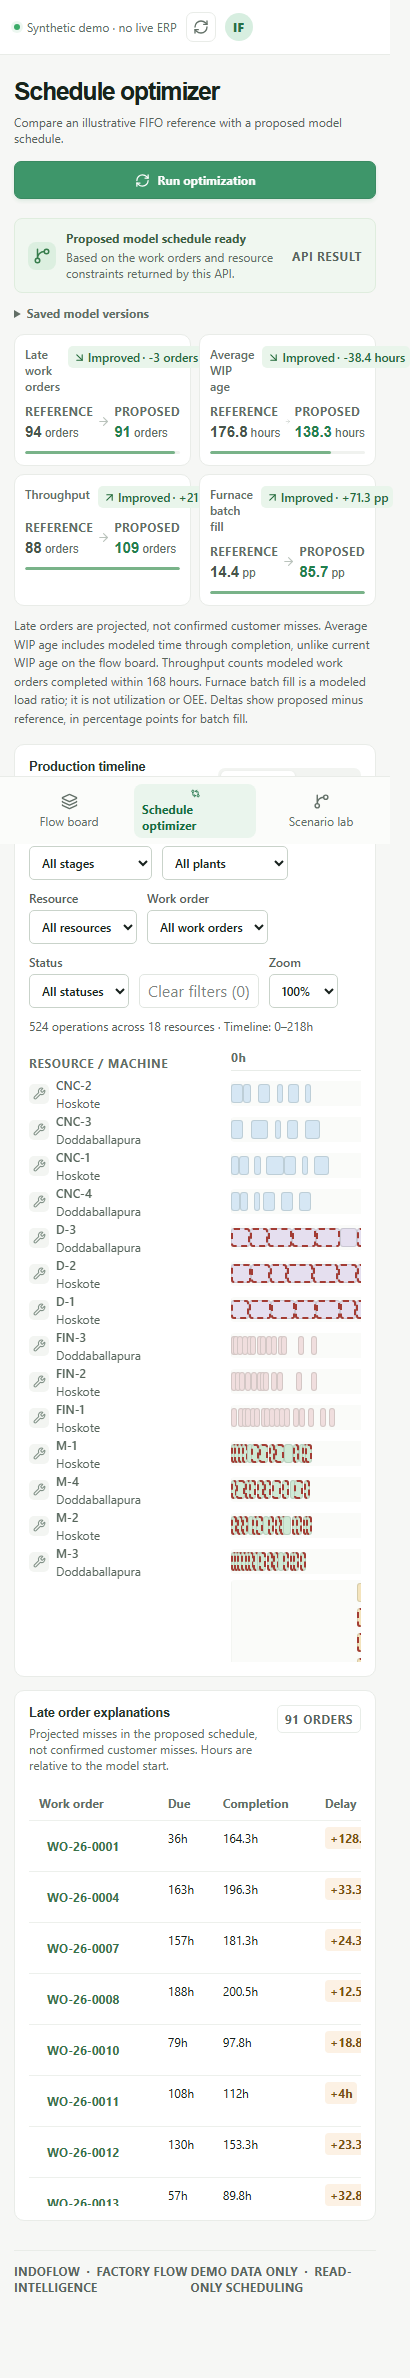 Synthetic demo · no live ERP
IF
Schedule optimizer
Compare an illustrative FIFO reference with a proposed model
schedule.
Run optimization
Proposed model schedule ready
Based on the work orders and resource
constraints returned by this API.
API RESULT
Saved model versions
Late
work
orders
Improved · -3 orders
REFERENCE
PROPOSED
94 orders
91 orders
Average
WIP
age
Improved · -38.4 hours
REFERENCE
PROPOSED
176.8 hours
138.3 hours
Throughput
Improved · +21
REFERENCE
PROPOSED
88 orders
109 orders
Furnace
batch
fill
Improved · +71.3 pp
REFERENCE
PROPOSED
14.4 pp
85.7 pp
Late orders are projected, not confirmed customer misses. Average
WIP age includes modeled time through completion, unlike current
WIP age on the flow board. Throughput counts modeled work
orders completed within 168 hours. Furnace batch fill is a modeled
load ratio; it is not utilization or OEE. Deltas show proposed minus
reference, in percentage points for batch fill.
Production timeline
Flow board
Schedule
optimizer
Scenario lab
All stages
All plants
Resource
Work order
All resources
All work orders
Status
Zoom
All statuses
Clear filters (0)
100%
524 operations across 18 resources · Timeline: 0–218h
RESOURCE / MACHINE
0h
CNC-2
Hoskote
CNC-3
Doddaballapura
CNC-1
Hoskote
CNC-4
Doddaballapura
D-3
Doddaballapura
D-2
Hoskote
D-1
Hoskote
FIN-3
Doddaballapura
FIN-2
Hoskote
FIN-1
Hoskote
M-1
Hoskote
M-4
Doddaballapura
M-2
Hoskote
M-3
Doddaballapura
Late order explanations
Projected misses in the proposed schedule,
not confirmed customer misses. Hours are
relative to the model start.
91 ORDERS
Work order Due Completion Delay
WO-26-0001 36h 164.3h +128.
WO-26-0004 163h 196.3h +33.3
WO-26-0007 157h 181.3h +24.3
WO-26-0008 188h 200.5h +12.5
WO-26-0010 79h 97.8h +18.8
WO-26-0011 108h 112h +4h
WO-26-0012 130h 153.3h +23.3
WO-26-0013 57h 89.8h +32.8
INDOFLOW · FACTORY FLOW
INTELLIGENCE
DEMO DATA ONLY · READ-
ONLY SCHEDULING